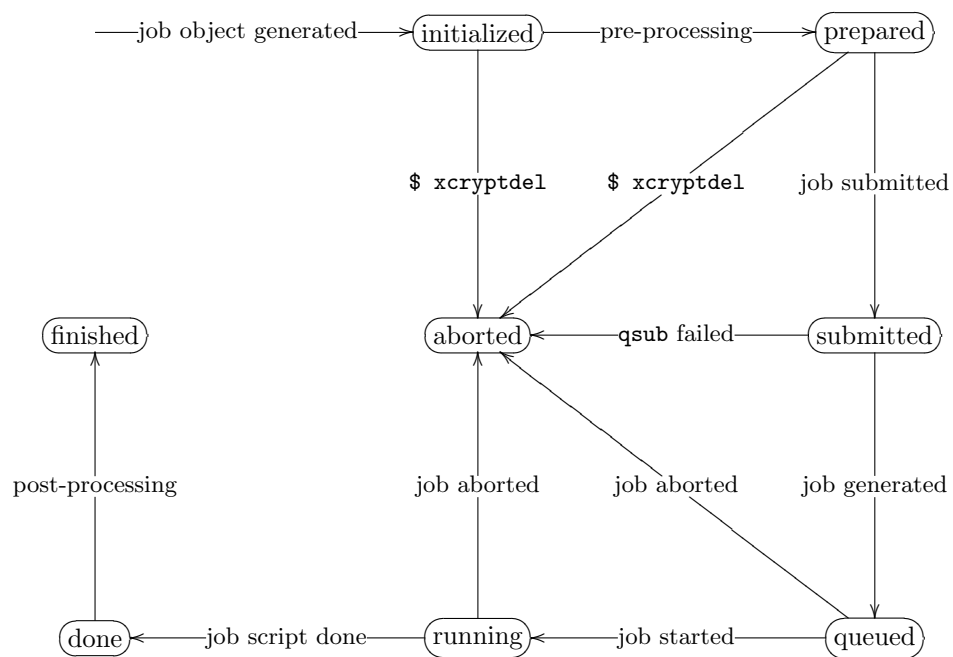 job object generated
initialized
pre-processing
prepared
$ xcryptdel
$ xcryptdel
job submitted
finished
aborted
qsub failed
submitted
post-processing
job aborted
job aborted
job generated
done
job script done
running
job started
queued